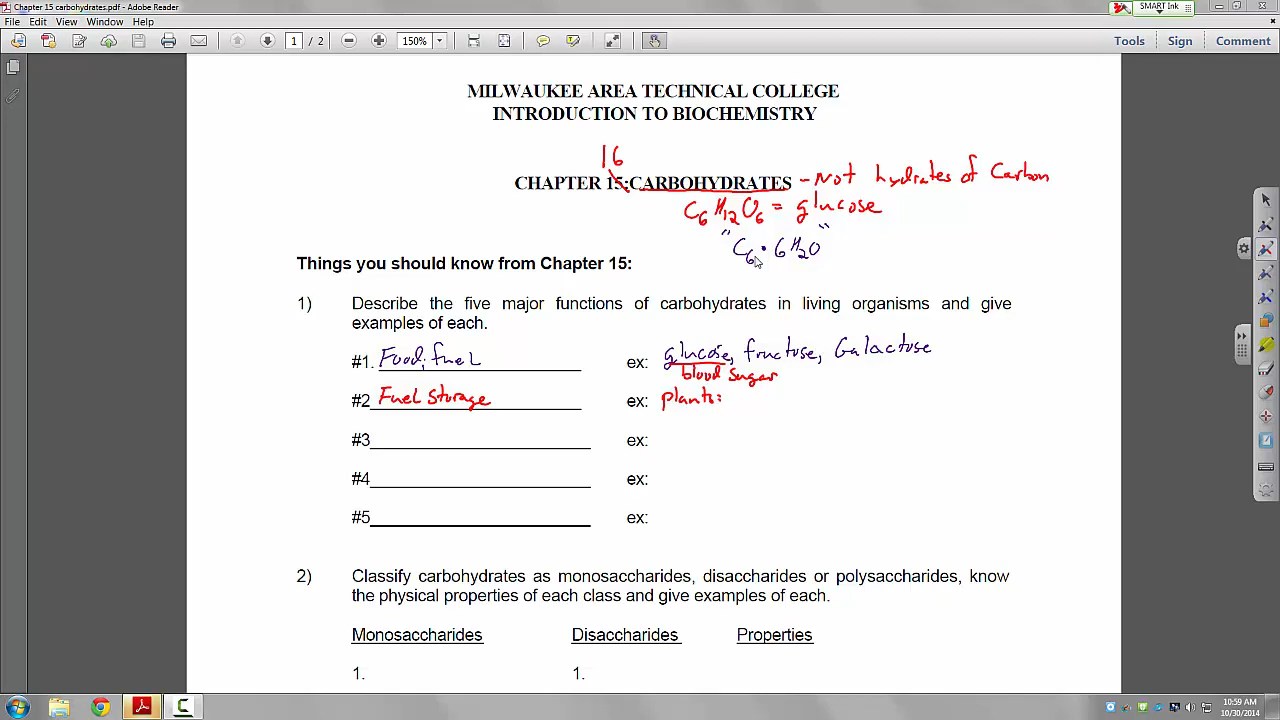 Chapter 15 carbohydrates.pdf - Adobe Reader
SMART Ink
File Edit View Window Help
1 / 2 150% Tools Sign Comment
MILWAUKEE AREA TECHNICAL COLLEGE
INTRODUCTION TO BIOCHEMISTRY
16
CHAPTER 15:CARBOHYDRATES - Not hydrates of Carbon
C6H12O6 = glucose
"C6 • 6H2O"
Things you should know from Chapter 15:
1) Describe the five major functions of carbohydrates in living organisms and give
examples of each.
#1. Food, fuel ex: glucose, fructose, Galactose
blood sugar
#2 Fuel Storage ex: plants:
#3 ex:
#4 ex:
#5 ex:
2) Classify carbohydrates as monosaccharides, disaccharides or polysaccharides, know
the physical properties of each class and give examples of each.
Monosaccharides Disaccharides Properties
1. 1.
10:59 AM
10/30/2014